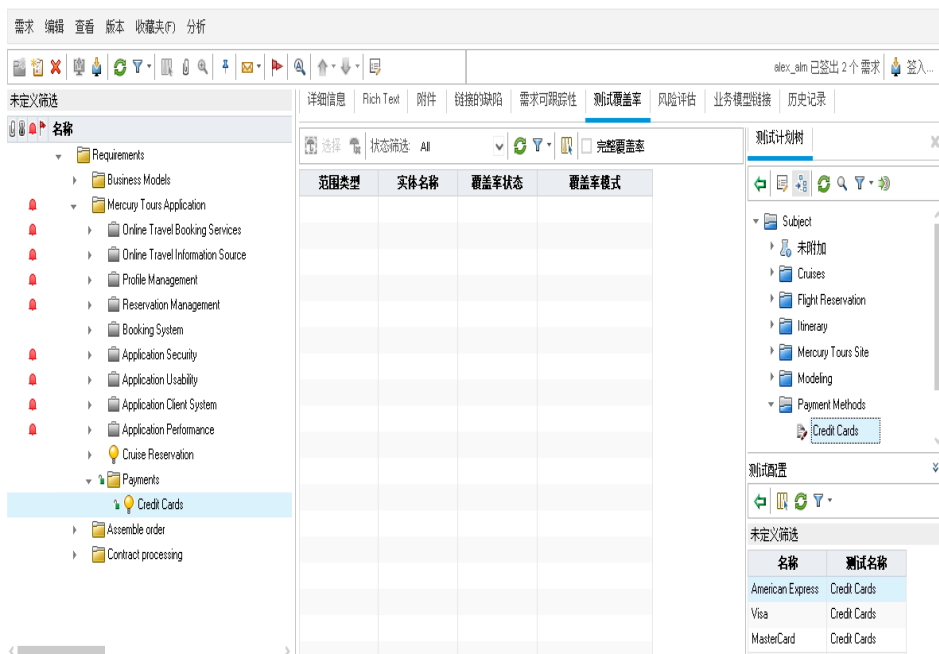 需求 编辑 查看 版本 收藏夹(F) 分析
alex_alm 已签出 2 个 需求 签入...
未定义筛选
名称
Requirements
Business Models
Mercury Tours Application
Online Travel Booking Services
Online Travel Information Source
Profile Management
Reservation Management
Booking System
Application Security
Application Usability
Application Client System
Application Performance
Cruise Reservation
Payments
Credit Cards
Assemble order
Contract processing
详细信息 Rich Text 附件 链接的缺陷 需求可跟踪性 测试覆盖率 风险评估 业务模型链接 历史记录
选择 状态筛选: All 完整覆盖率
范围类型 实体名称 覆盖率状态 覆盖率模式
测试计划树
Subject
未附加
Cruises
Flight Reservation
Itinerary
Mercury Tours Site
Modeling
Payment Methods
Credit Cards
测试配置
未定义筛选
名称 测试名称
American Express Credit Cards
Visa Credit Cards
MasterCard Credit Cards